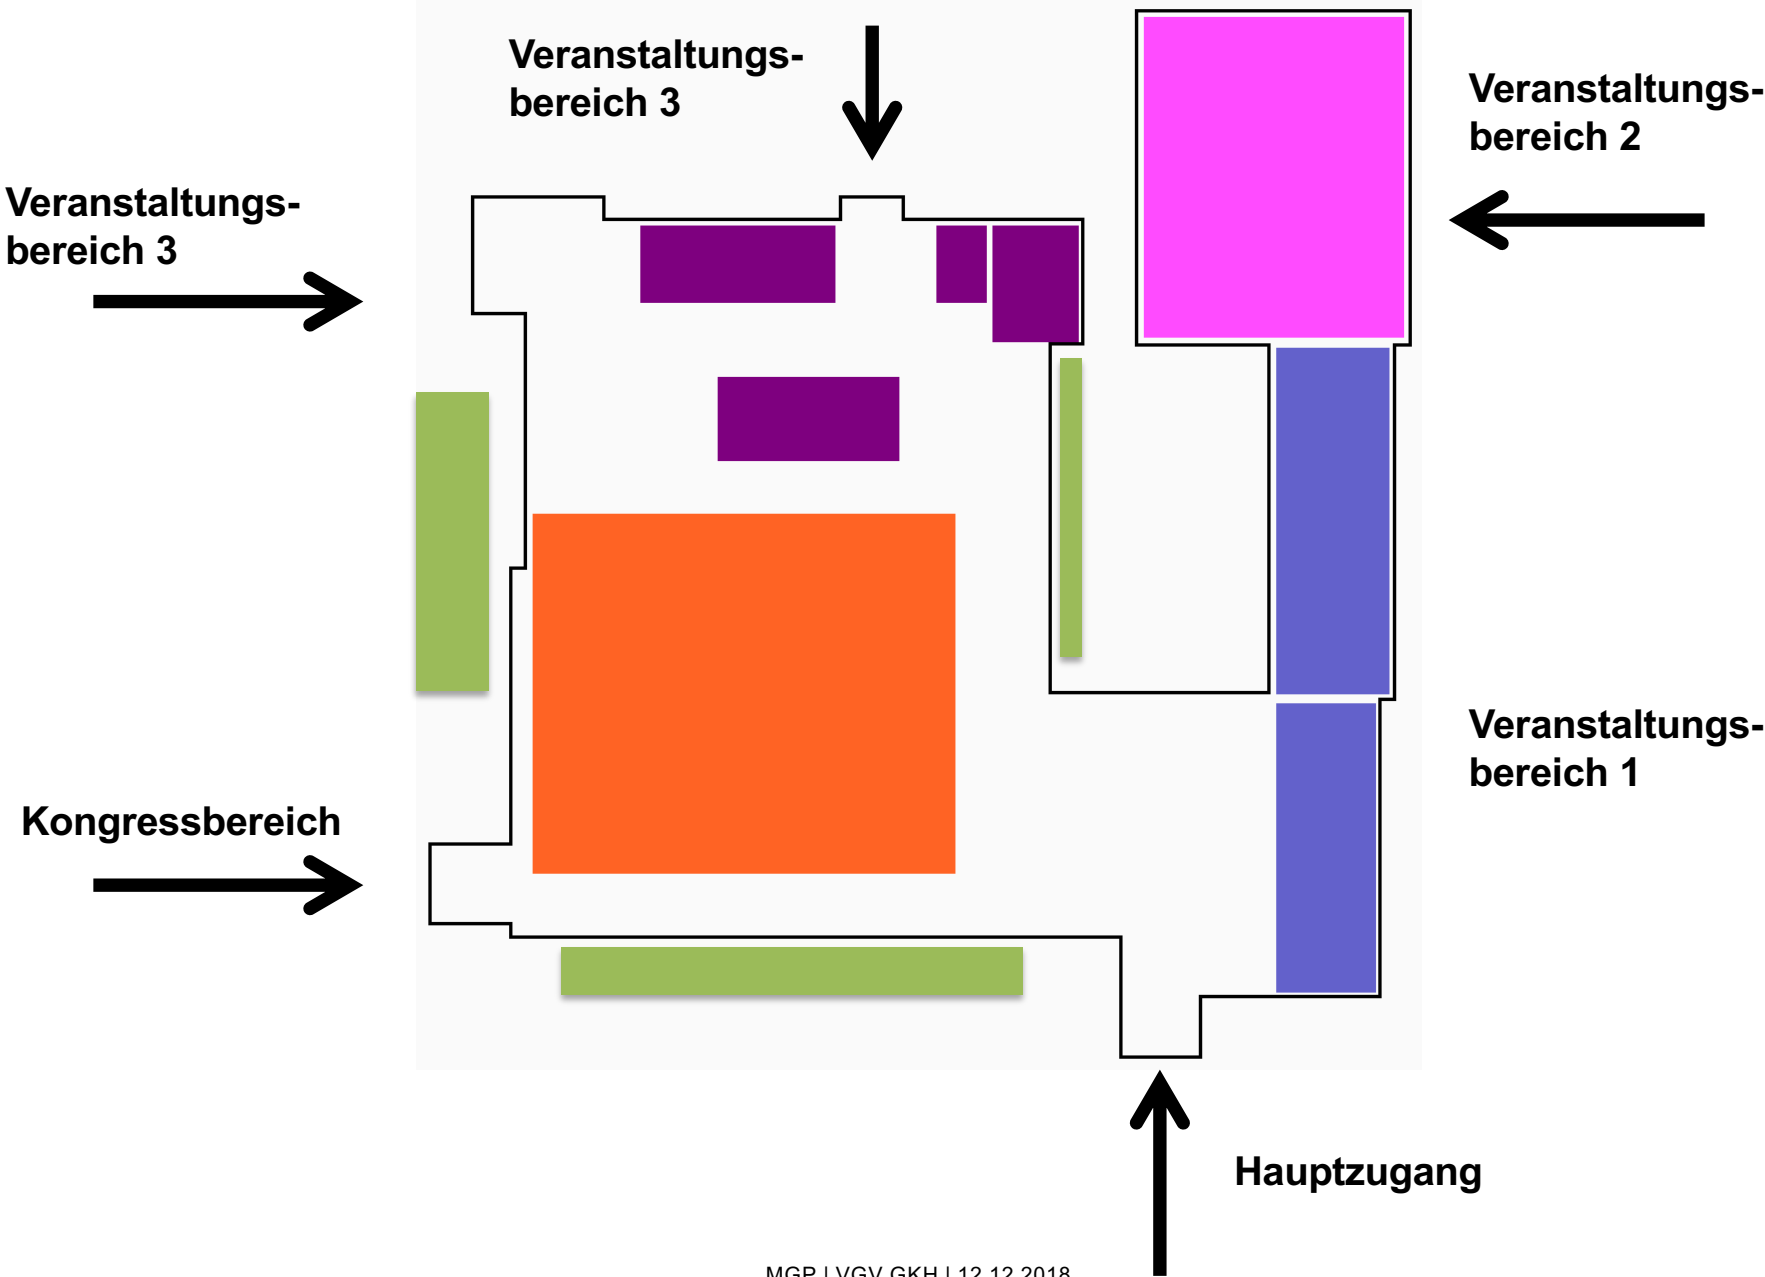 Veranstaltungs-
bereich 3
Veranstaltungs-
bereich 2
Veranstaltungs-
bereich 3
Veranstaltungs-
bereich 1
Kongressbereich
Hauptzugang
MGP | VGV GKH | 12.12.2018